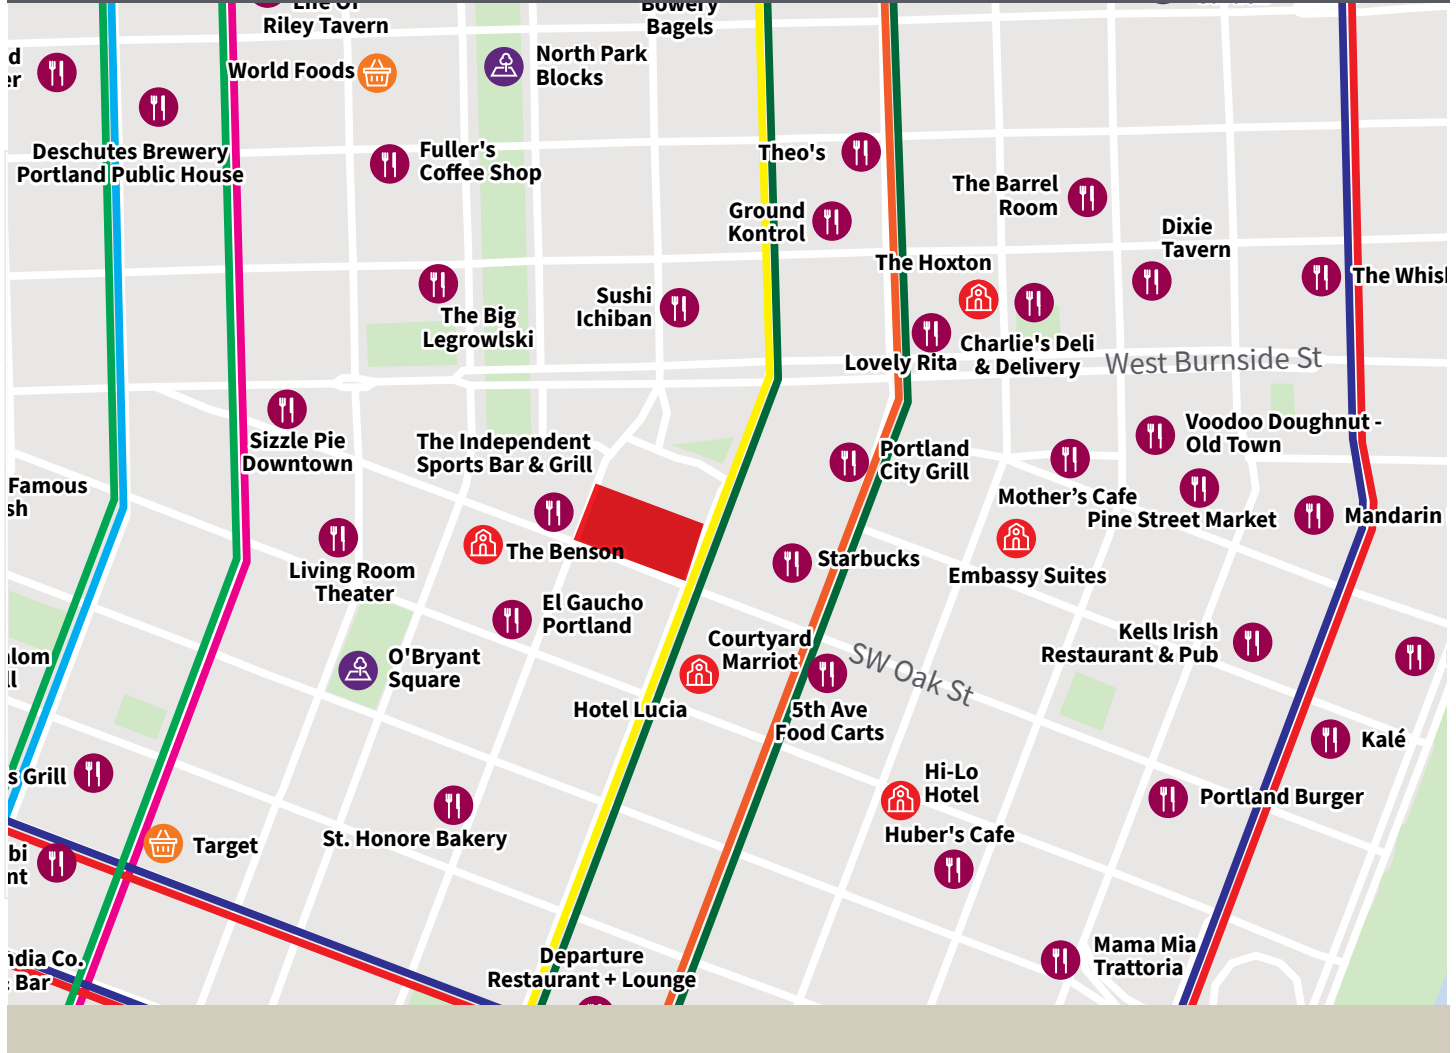 Riley Tavern
Bowery
Bagels
World Foods
North Park
Blocks
Deschutes Brewery
Portland Public House
Fuller's
Coffee Shop
Theo's
The Barrel
Room
Ground
Kontrol
Dixie
Tavern
The Hoxton
Sushi
Ichiban
The Big
Legrowlski
Lovely Rita
Charlie's Deli
& Delivery
West Burnside St
Sizzle Pie
Downtown
The Independent
Sports Bar & Grill
Portland
City Grill
Voodoo Doughnut -
Old Town
Mother's Cafe
Pine Street Market
Mandarin
Famous
The Benson
Starbucks
Embassy Suites
Living Room
Theater
El Gaucho
Portland
Courtyard
Marriot
Kells Irish
Restaurant & Pub
O'Bryant
Square
SW Oak St
Hotel Lucia
5th Ave
Food Carts
Kalé
s Grill
Hi-Lo
Hotel
Portland Burger
Huber's Cafe
St. Honore Bakery
Target
Departure
Restaurant + Lounge
Mama Mia
Trattoria
Co.
Bar